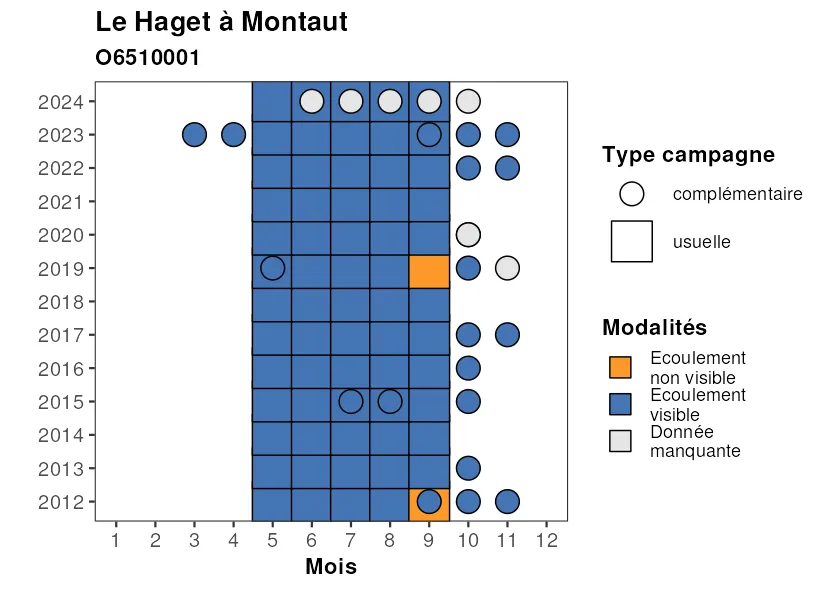 Le Haget à Montaut
O6510001
2024
2023
2022
2021
2020
2019
2018
2017
2016
2015
2014
2013
2012
1 2 3 4 5 6 7 8 9 10 11 12
Mois
Type campagne
complémentaire
usuelle
Modalités
Ecoulement
non visible
Ecoulement
visible
Donnée
manquante